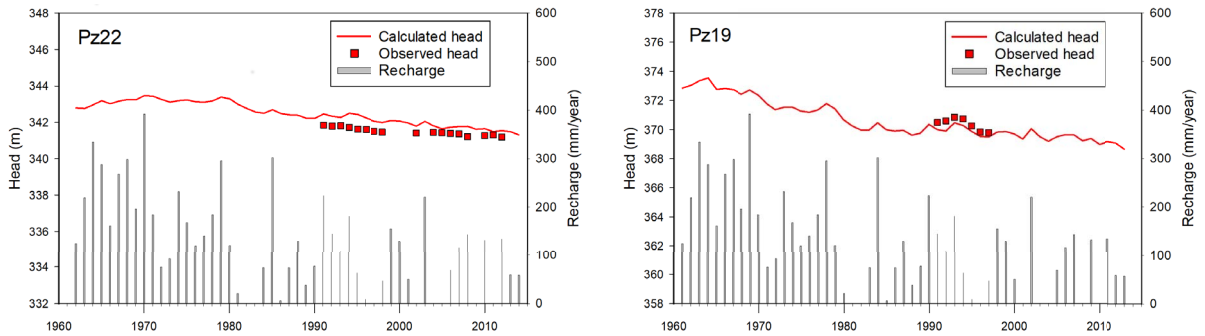 348
346
344
342
340
338
336
334
332
Head (m)
Pz22
Calculated head
Observed head
Recharge
600
500
400
300
200
100
0
Recharge (mm/year)
1960 1970 1980 1990 2000 2010
378
376
374
372
370
368
366
364
362
360
358
Head (m)
Pz19
Calculated head
Observed head
Recharge
600
500
400
300
200
100
0
Recharge (mm/year)
1960 1970 1980 1990 2000 2010